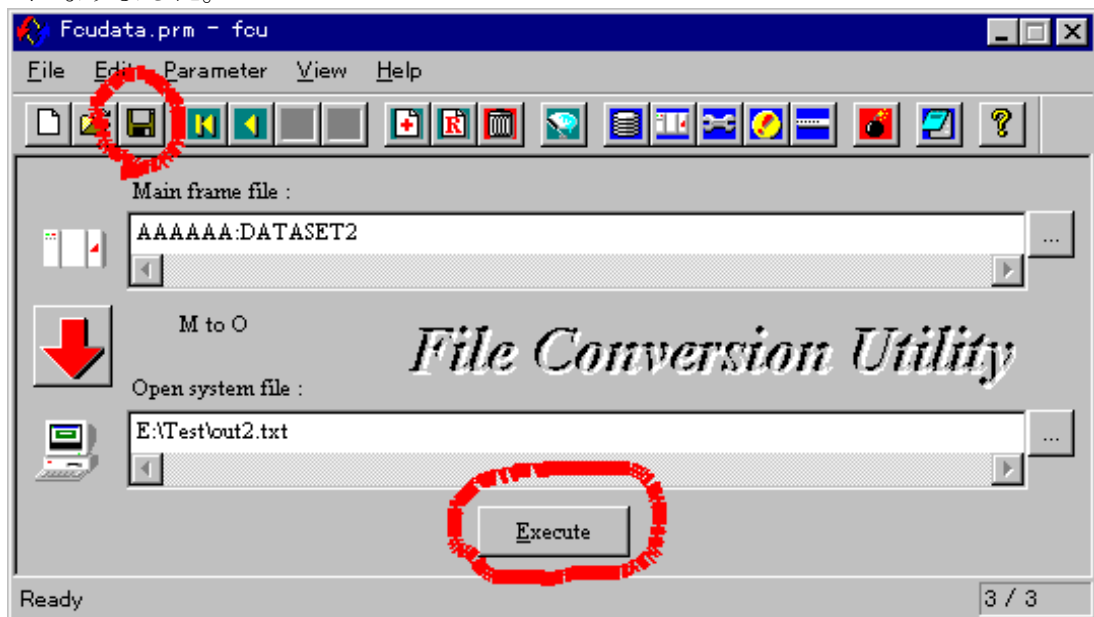 Fcudata.prm - fcu
File Edit Parameter View Help
Main frame file :
AAAAAA:DATASET2
...
M to O
File Conversion Utility
Open system file :
E:\Test\out2.txt
...
Execute
Ready 3 / 3